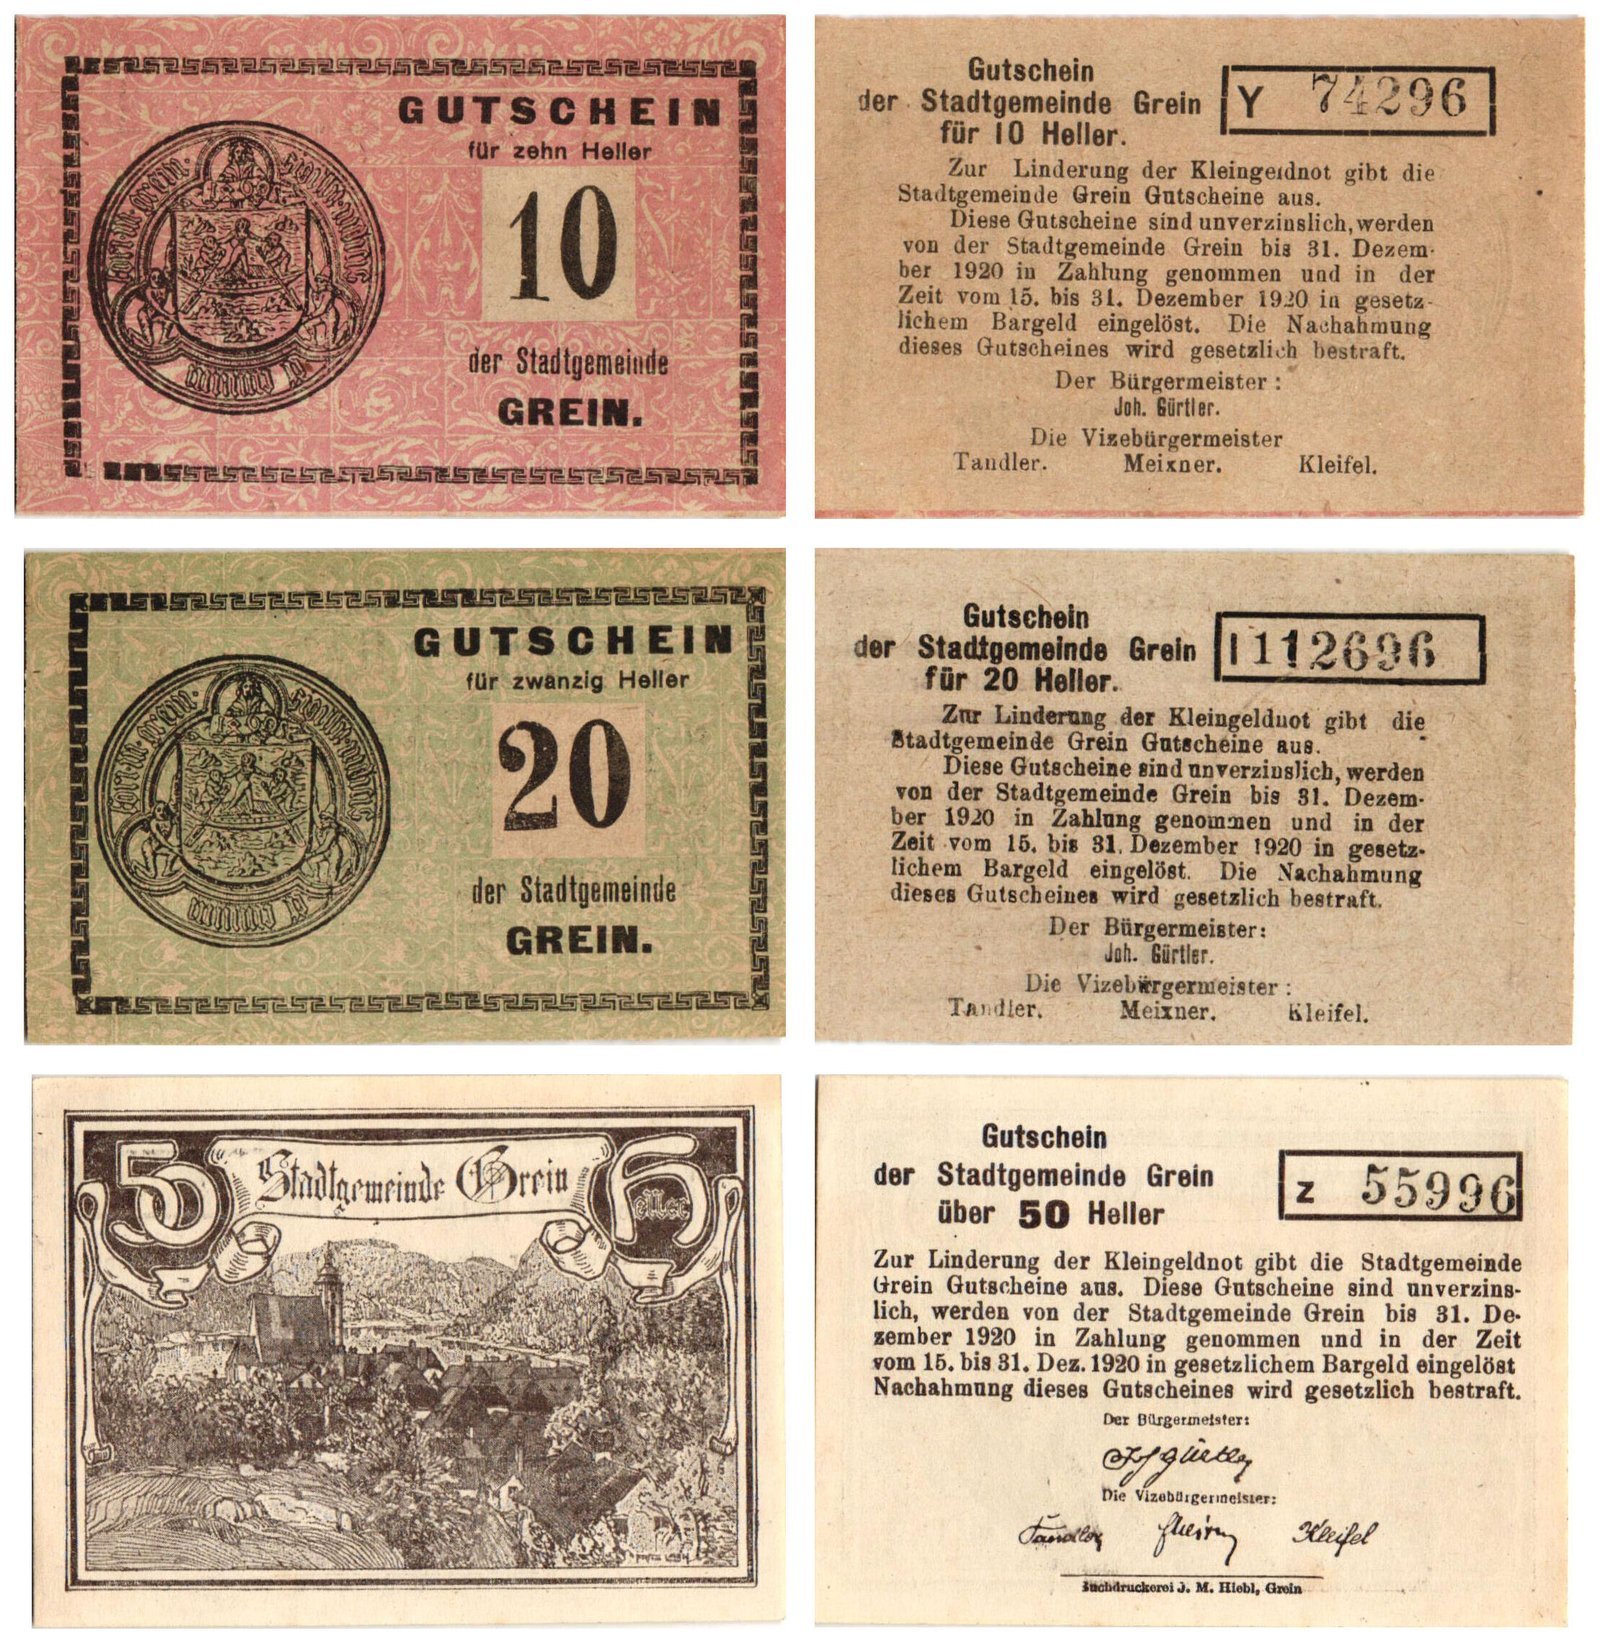 GUTSCHEIN
für zehn Heller
10
der Stadtgemeinde
GREIN.
Gutschein
der Stadtgemeinde Grein
für 10 Heller.
Y 74296
Zur Linderung der Kleingeldnot gibt die
Stadtgemeinde Grein Gutscheine aus.
Diese Gutscheine sind unverzinslich, werden
von der Stadtgemeinde Grein bis 31. Dezem-
ber 1920 in Zahlung genommen und in der
Zeit vom 15. bis 31. Dezember 1920 in gesetz-
lichem Bargeld eingelöst. Die Nachahmung
dieses Gutscheines wird gesetzlich bestraft.
Der Bürgermeister:
Joh. Gürtler.
Die Vizebürgermeister
Tandler. Meixner. Kleifel.
GUTSCHEIN
für zwanzig Heller
20
der Stadtgemeinde
GREIN.
Gutschein
der Stadtgemeinde Grein
für 20 Heller.
I 112696
Zur Linderung der Kleingeldnot gibt die
Stadtgemeinde Grein Gutscheine aus.
Diese Gutscheine sind unverzinslich, werden
von der Stadtgemeinde Grein bis 31. Dezem-
ber 1920 in Zahlung genommen und in der
Zeit vom 15. bis 31. Dezember 1920 in gesetz-
lichem Bargeld eingelöst. Die Nachahmung
dieses Gutscheines wird gesetzlich bestraft.
Der Bürgermeister:
Joh. Gürtler.
Die Vizebürgermeister:
Tandler. Meixner. Kleifel.
50 Stadtgemeinde Grein Heller
Gutschein
der Stadtgemeinde Grein
über 50 Heller
Z 55996
Zur Linderung der Kleingeldnot gibt die Stadtgemeinde
Grein Gutscheine aus. Diese Gutscheine sind unverzins-
lich, werden von der Stadtgemeinde Grein bis 31. De-
zember 1920 in Zahlung genommen und in der Zeit
vom 15. bis 31. Dez. 1920 in gesetzlichem Bargeld eingelöst
Nachahmung dieses Gutscheines wird gesetzlich bestraft.
Der Bürgermeister:
Joh Gürtler
Die Vizebürgermeister:
Tandler Meixner Kleifel
Buchdruckerei J. M. Hiebl, Grein